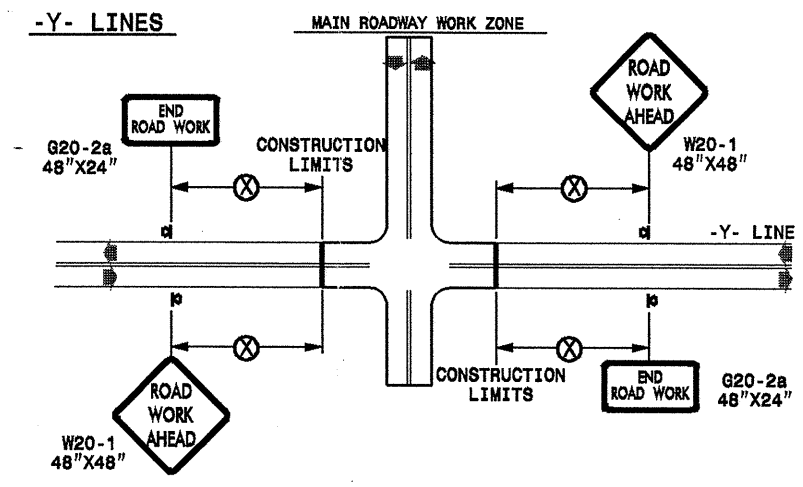 -Y- LINES
MAIN ROADWAY WORK ZONE
END
ROAD WORK
G20-2a
48"X24"
CONSTRUCTION
LIMITS
X
X
ROAD
WORK
AHEAD
W20-1
48"X48"
-Y- LINE
X
X
ROAD
WORK
AHEAD
W20-1
48"X48"
CONSTRUCTION
LIMITS
END
ROAD WORK
G20-2a
48"X24"